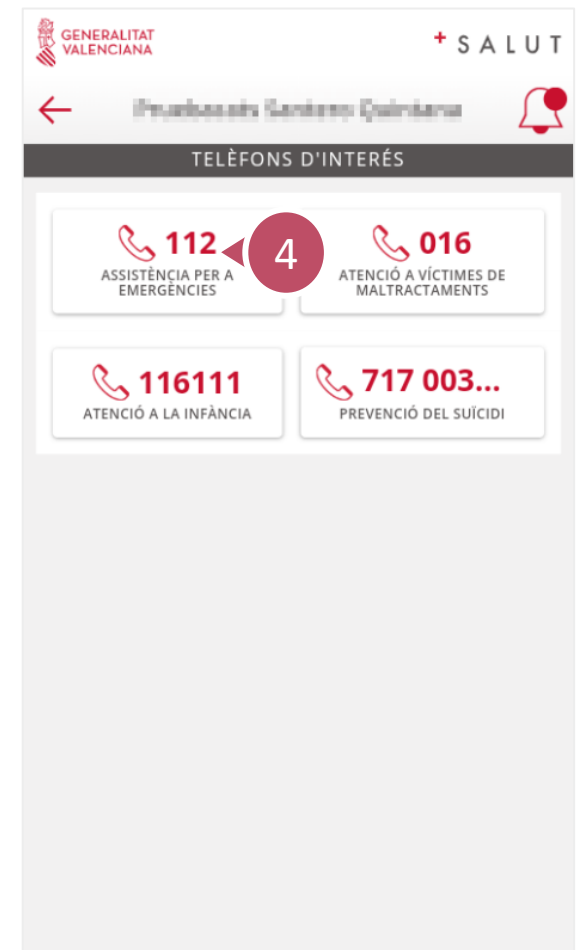 GENERALITAT
VALENCIANA
+ SALUT
TELÈFONS D'INTERÉS
112
4
ASSISTÈNCIA PER A
EMERGÈNCIES
016
ATENCIÓ A VÍCTIMES DE
MALTRACTAMENTS
116111
ATENCIÓ A LA INFÀNCIA
717 003...
PREVENCIÓ DEL SUÏCIDI